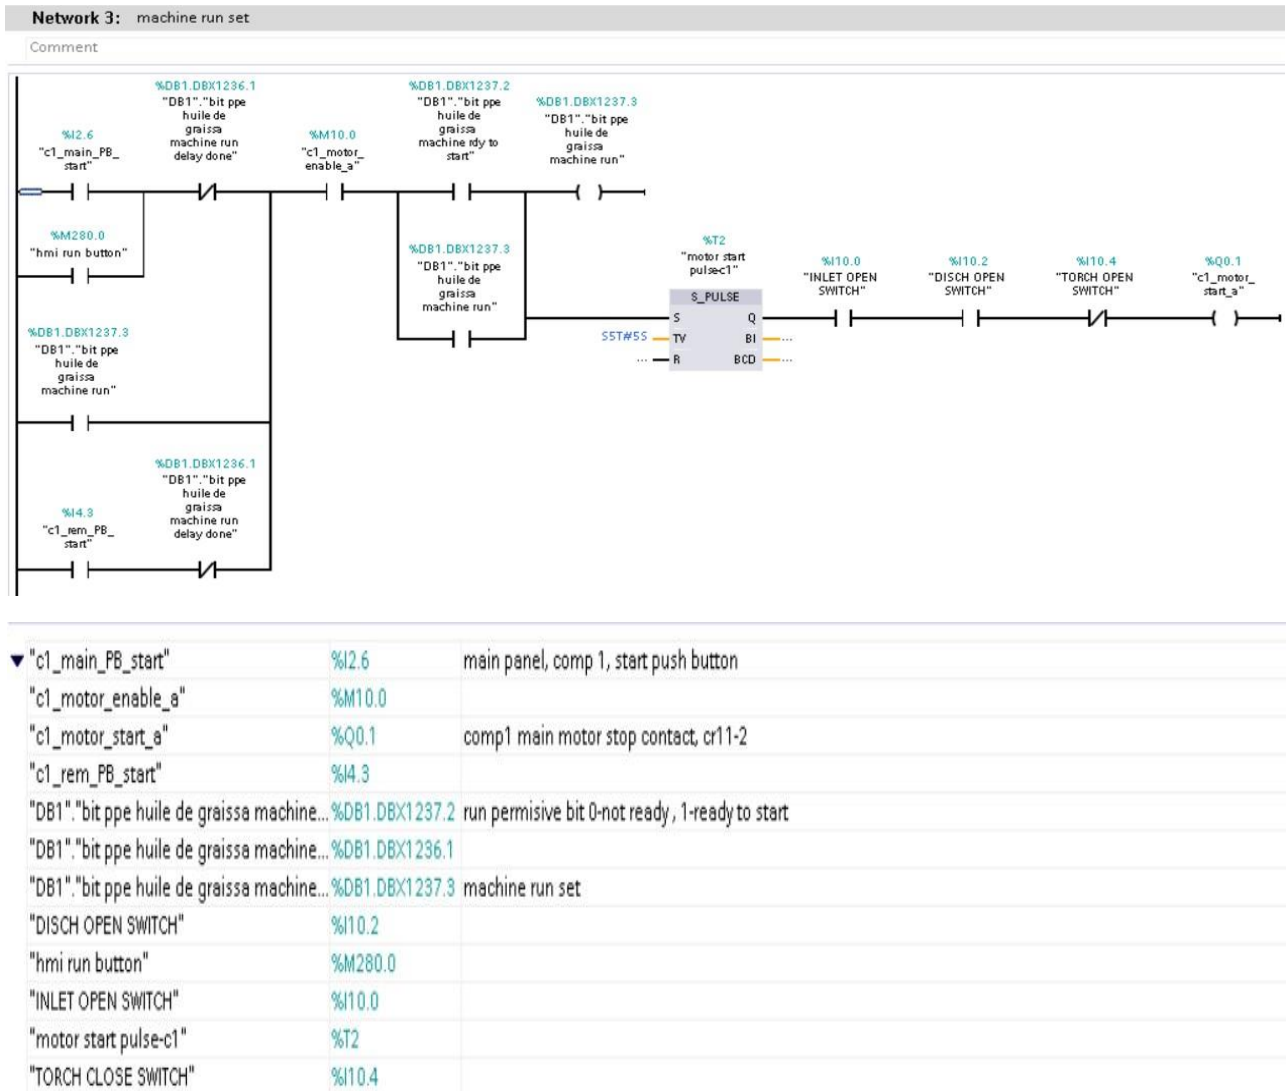 Network 3: machine run set
Comment
%DB1.DBX1236.1
"DB1"."bit ppe
huile de
graissa
machine run
delay done"
%DB1.DBX1237.2
"DB1"."bit ppe
huile de
graissa
machine rdy to
start"
%DB1.DBX1237.3
"DB1"."bit ppe
huile de
graissa
machine run"
%I2.6
"c1_main_PB_
start"
%M10.0
"c1_motor_
enable_a"
%M280.0
"hmi run button"
%DB1.DBX1237.3
"DB1"."bit ppe
huile de
graissa
machine run"
%T2
"motor start
pulse-c1"
S_PULSE
S Q
S5T#5S TV BI ...
... R BCD ...
%I10.0
"INLET OPEN
SWITCH"
%I10.2
"DISCH OPEN
SWITCH"
%I10.4
"TORCH OPEN
SWITCH"
%Q0.1
"c1_motor_
start_a"
%DB1.DBX1237.3
"DB1"."bit ppe
huile de
graissa
machine run"
%I4.3
"c1_rem_PB_
start"
%DB1.DBX1236.1
"DB1"."bit ppe
huile de
graissa
machine run
delay done"
"c1_main_PB_start" %I2.6 main panel, comp 1, start push button
"c1_motor_enable_a" %M10.0
"c1_motor_start_a" %Q0.1 comp1 main motor stop contact, cr11-2
"c1_rem_PB_start" %I4.3
"DB1"."bit ppe huile de graissa machine... %DB1.DBX1237.2 run permisive bit 0-not ready , 1-ready to start
"DB1"."bit ppe huile de graissa machine... %DB1.DBX1236.1
"DB1"."bit ppe huile de graissa machine... %DB1.DBX1237.3 machine run set
"DISCH OPEN SWITCH" %I10.2
"hmi run button" %M280.0
"INLET OPEN SWITCH" %I10.0
"motor start pulse-c1" %T2
"TORCH CLOSE SWITCH" %I10.4